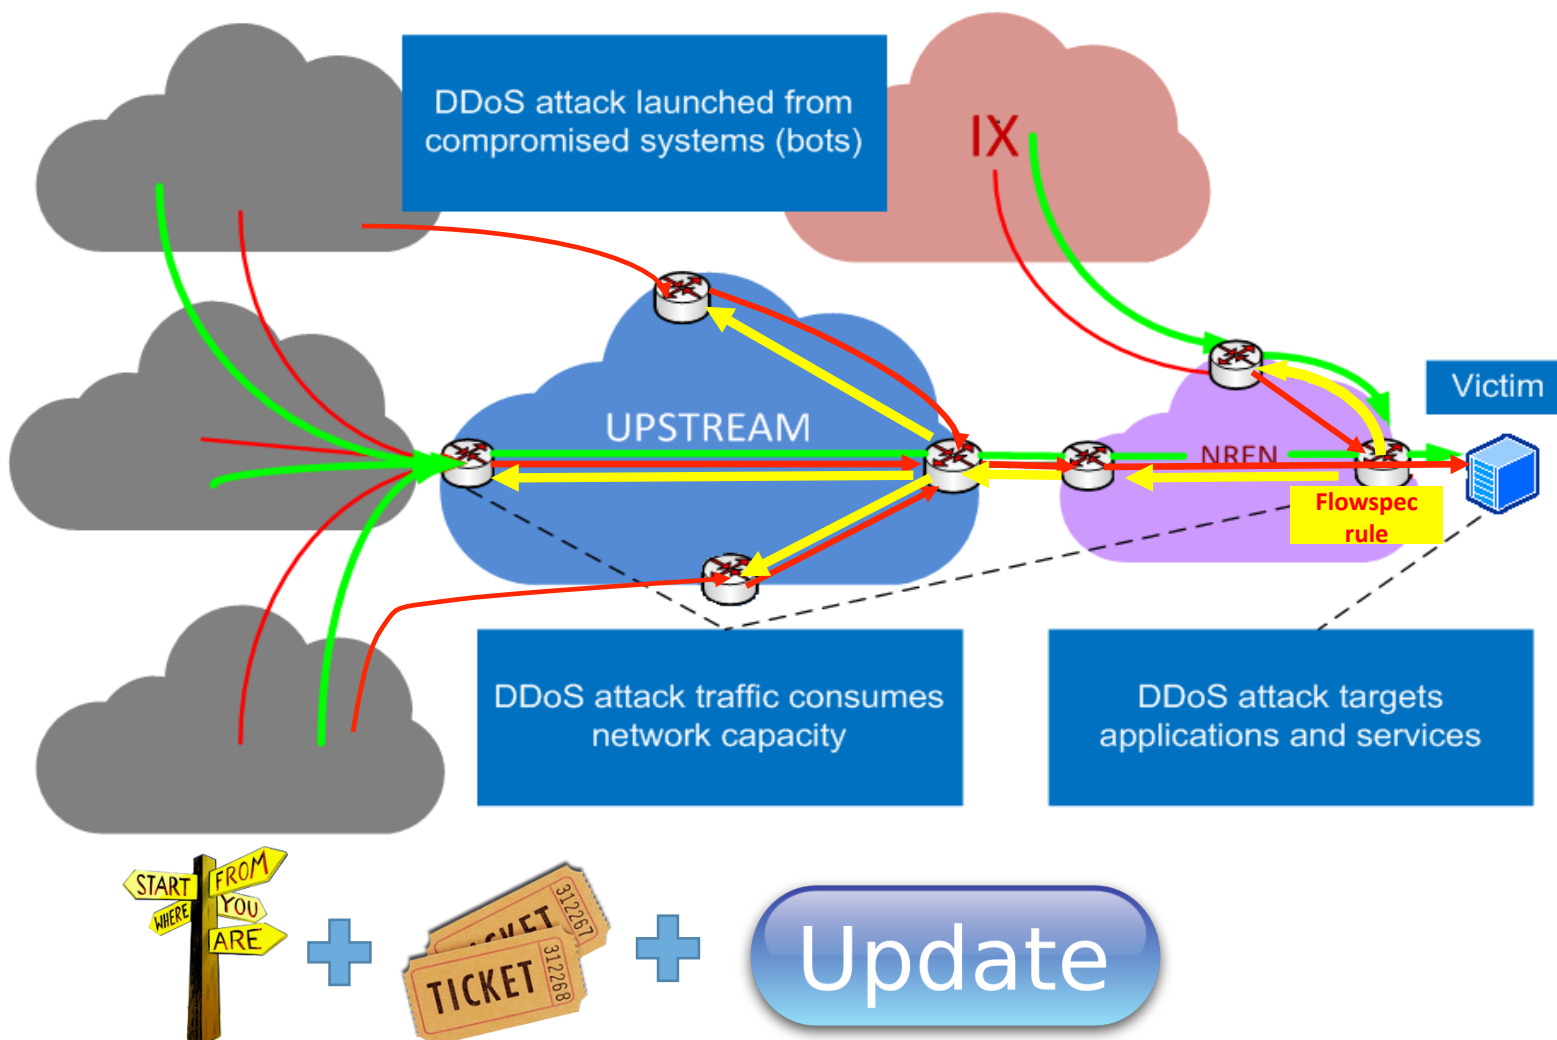 DDoS attack launched from
compromised systems (bots)
IX
Victim
UPSTREAM
NREN
Flowspec
rule
DDoS attack traffic consumes
network capacity
DDoS attack targets
applications and services
START
FROM
WHERE
YOU
ARE
TICKET
312267
TICKET
312268
Update